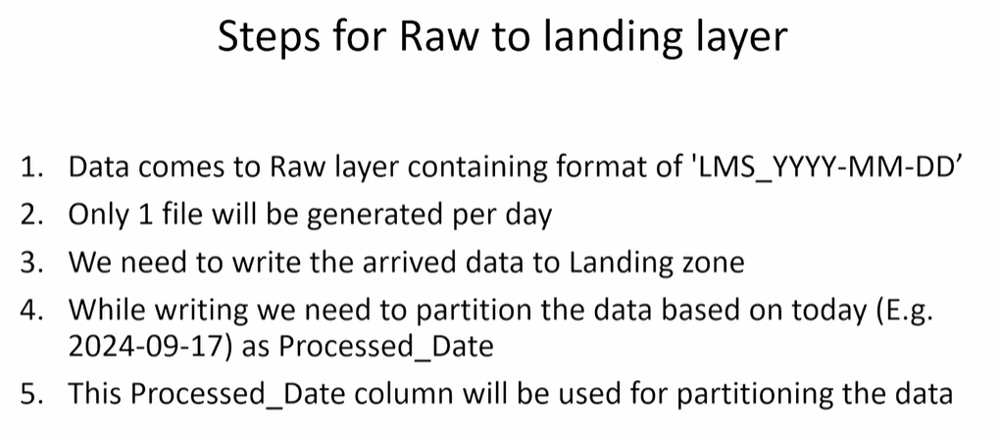 Steps for Raw to landing layer
1. Data comes to Raw layer containing format of 'LMS_YYYY-MM-DD’
2. Only 1 file will be generated per day
3. We need to write the arrived data to Landing zone
4. While writing we need to partition the data based on today (E.g.
2024-09-17) as Processed_Date
5. This Processed_Date column will be used for partitioning the data